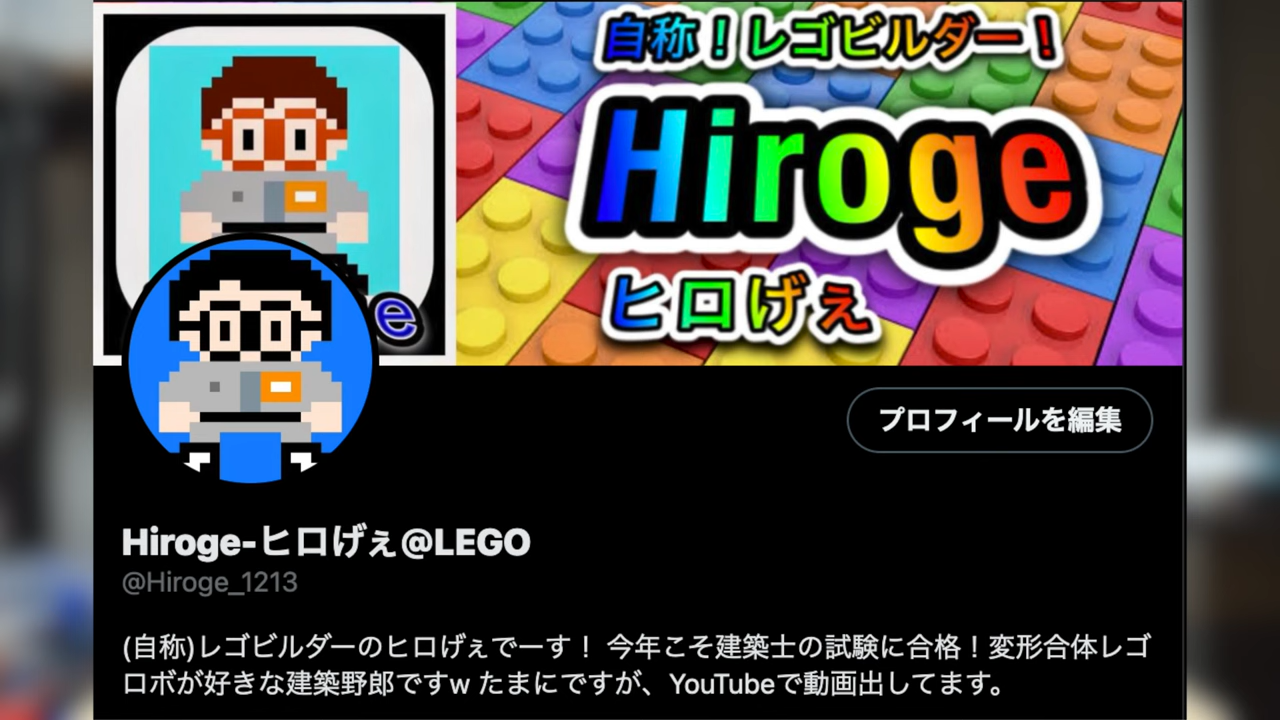 自称！レゴビルダー！
Hiroge
ヒロげぇ
e
プロフィールを編集
Hiroge-ヒロげぇ@LEGO
@Hiroge_1213
(自称)レゴビルダーのヒロげぇでーす！ 今年こそ建築士の試験に合格！変形合体レゴ
ロボが好きな建築野郎ですw たまにですが、YouTubeで動画出してます。